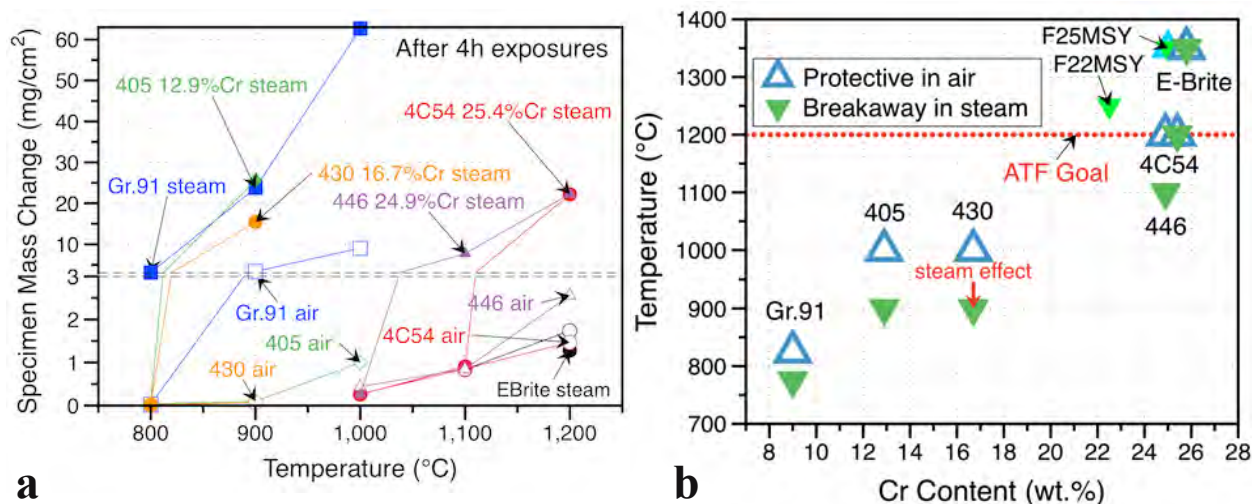 After 4h exposures
60
50
40
30
20
10
3
2
1
0
Specimen Mass Change (mg/cm²)
405 12.9%Cr steam
4C54 25.4%Cr steam
Gr.91 steam
430 16.7%Cr steam
446 24.9%Cr steam
Gr.91 air
446 air
405 air
4C54 air
430 air
EBrite steam
800
900
1,000
1,100
1,200
Temperature (°C)
a
1400
1300
1200
1100
1000
900
800
700
Temperature (°C)
F25MSY
F22MSY
E-Brite
Protective in air
Breakaway in steam
ATF Goal
4C54
446
405
430
steam effect
Gr.91
8 10 12 14 16 18 20 22 24 26 28
Cr Content (wt.%)
b